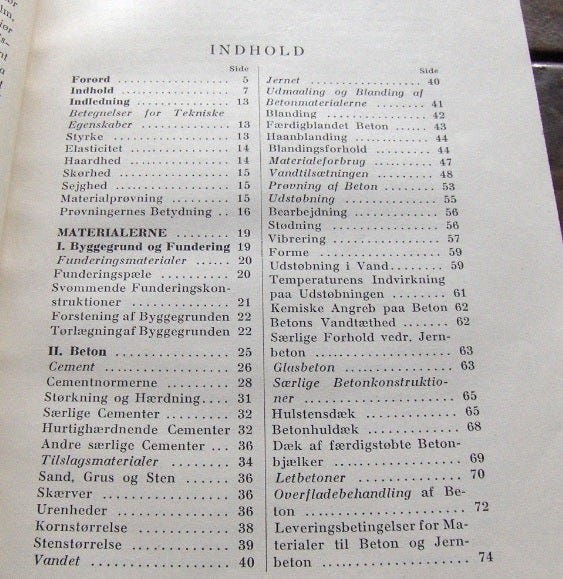 INDHOLD
Side
Forord ................ 5
Indhold ............... 7
Indledning ............ 13
Betegnelser for Tekniske
Egenskaber ............ 13
Styrke ................ 13
Elasticitet ........... 14
Haardhed .............. 14
Skørhed ............... 15
Sejghed ............... 15
Materialprøvning ...... 15
Prøvningernes Betydning .. 16
MATERIALERNE .......... 19
I. Byggegrund og Fundering 19
Funderingsmaterialer ... 20
Funderingspæle ........ 20
Svømmende Funderingskon-
struktioner ........... 21
Forstening af Byggegrunden 22
Tørlægning af Byggegrunden 22
II. Beton ............. 25
Cement ................ 26
Cementnormerne ........ 28
Størkning og Hærdning .... 31
Særlige Cementer ...... 32
Hurtighærdnende Cementer 32
Andre særlige Cementer ... 36
Tilslagsmaterialer .... 34
Sand, Grus og Sten .... 36
Skærver ............... 36
Urenheder ............. 36
Kornstørrelse ......... 38
Stenstørrelse ......... 39
Vandet ................ 40
Side
Jernet ................ 40
Udmaaling og Blanding af
Betonmaterialerne ..... 41
Blanding .............. 42
Færdigblandet Beton ... 43
Haanblanding .......... 44
Blandingsforhold ...... 44
Materialeforbrug ...... 47
Vandtilsætningen ...... 48
Prøvning af Beton ..... 53
Udstøbning ............ 55
Bearbejdning .......... 56
Stødning .............. 56
Vibrering ............. 57
Forme ................. 59
Udstøbning i Vand ..... 59
Temperaturens Indvirkning
paa Udstøbningen ...... 61
Kemiske Angreb paa Beton 62
Betons Vandtæthed ..... 62
Særlige Forhold vedr. Jern-
beton ................. 63
Glasbeton ............. 63
Særlige Betonkonstruktio-
ner ................... 65
Hulstensdæk ........... 65
Betonhuldæk ........... 68
Dæk af færdigstøbte Beton-
bjælker ............... 69
Letbetoner ............ 70
Overfladebehandling af Be-
ton ................... 72
Leveringsbetingelser for Ma-
terialer til Beton og Jern-
beton ................. 74